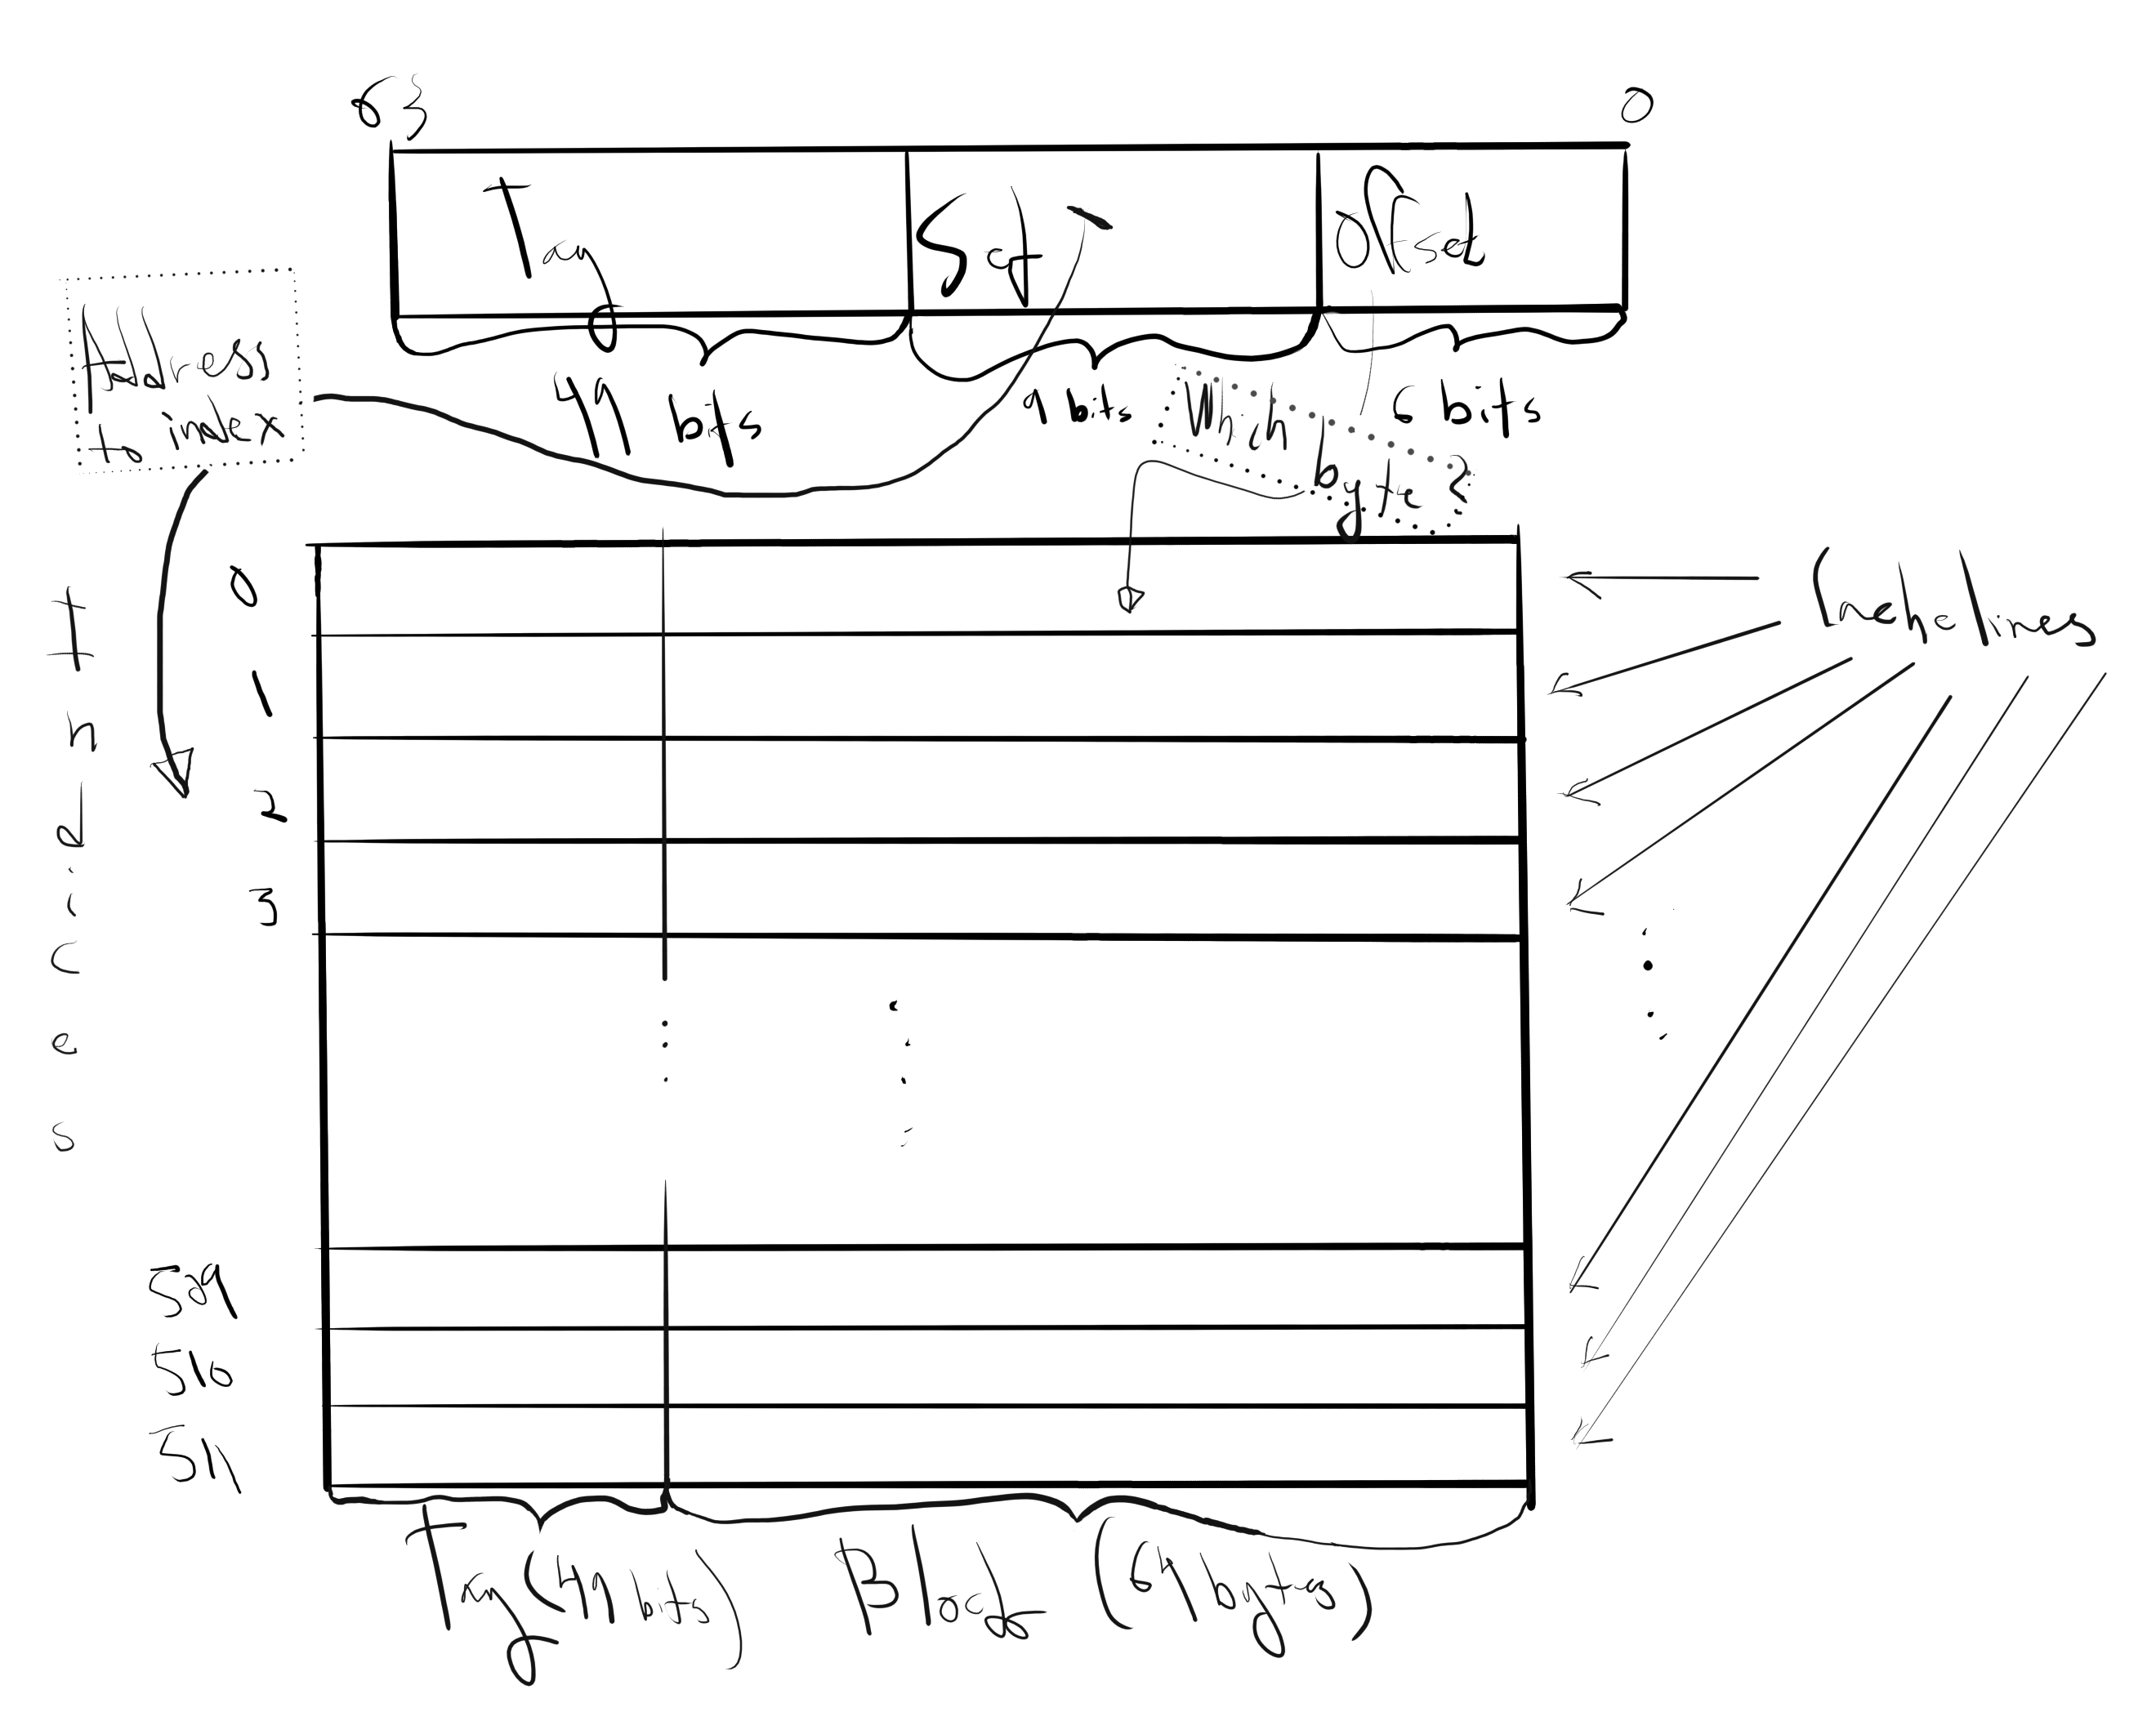 63
0
Tag
Set
Offset
Address
to index
49 bits
9 bits
6 bits
Which
byte?
Indices
0
1
2
3
509
510
511
Cachelines
Tag (49 bits)
Block (64 bytes)